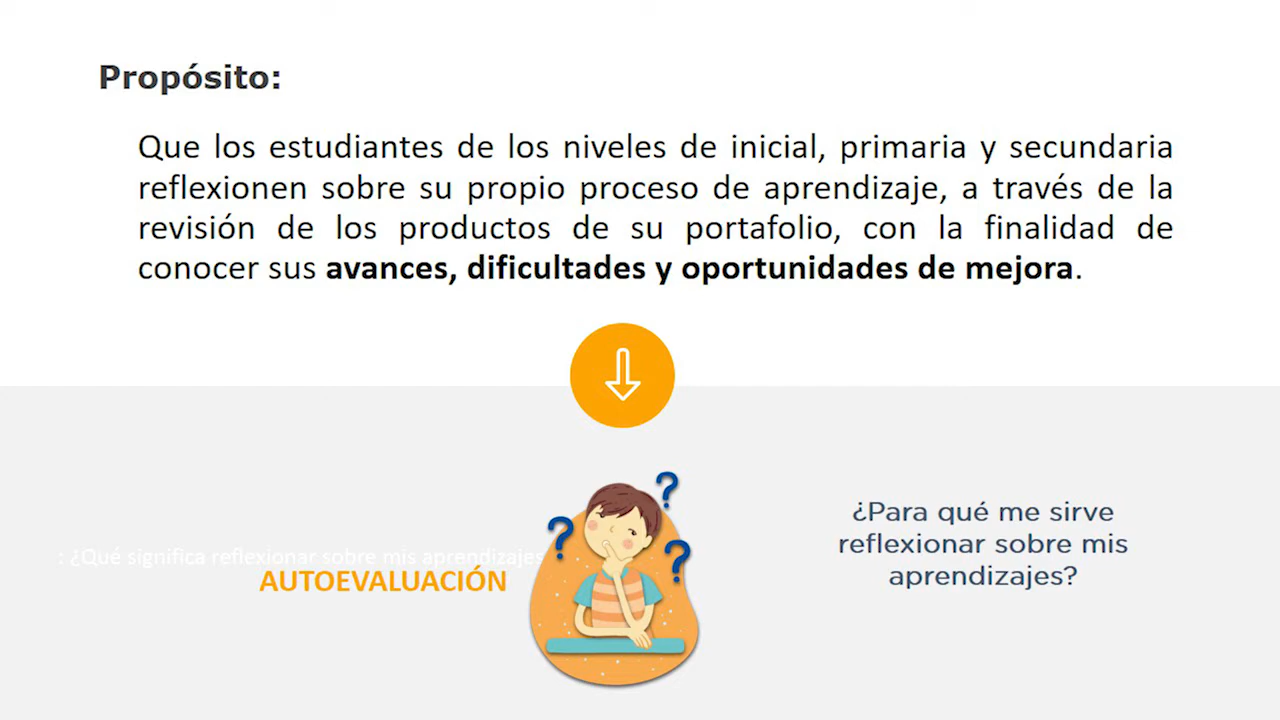 Propósito:
Que los estudiantes de los niveles de inicial, primaria y secundaria
reflexionen sobre su propio proceso de aprendizaje, a través de la
revisión de los productos de su portafolio, con la finalidad de
conocer sus avances, dificultades y oportunidades de mejora.
? ? ?
: ¿Qué significa reflexionar sobre mis aprendizajes
AUTOEVALUACIÓN
¿Para qué me sirve
reflexionar sobre mis
aprendizajes?